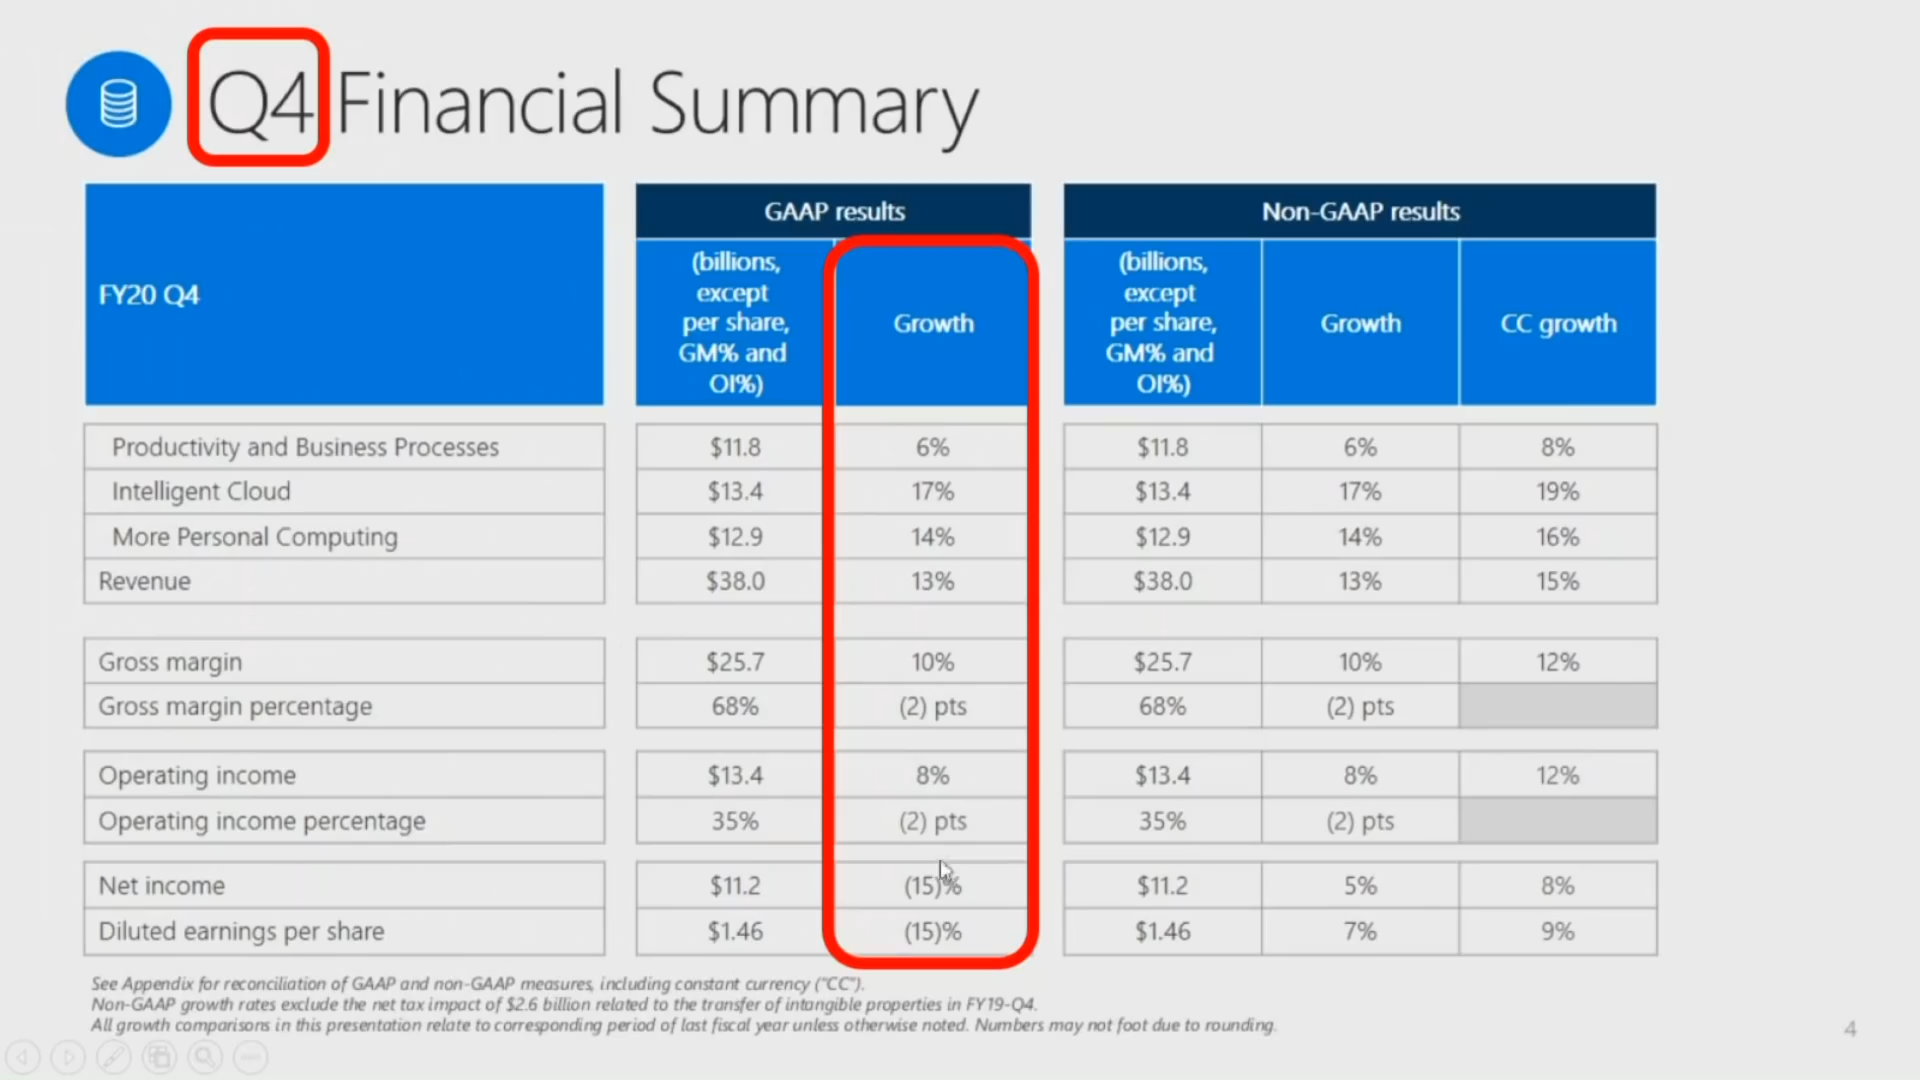 Q4 Financial Summary
FY20 Q4
GAAP results
(billions,
except
per share,
GM% and
OI%)
Growth
Non-GAAP results
(billions,
except
per share,
GM% and
OI%)
Growth
CC growth
Productivity and Business Processes $11.8 6% $11.8 6% 8%
Intelligent Cloud $13.4 17% $13.4 17% 19%
More Personal Computing $12.9 14% $12.9 14% 16%
Revenue $38.0 13% $38.0 13% 15%
Gross margin $25.7 10% $25.7 10% 12%
Gross margin percentage 68% (2) pts 68% (2) pts
Operating income $13.4 8% $13.4 8% 12%
Operating income percentage 35% (2) pts 35% (2) pts
Net income $11.2 (15)% $11.2 5% 8%
Diluted earnings per share $1.46 (15)% $1.46 7% 9%
See Appendix for reconciliation of GAAP and non-GAAP measures, including constant currency ("CC").
Non-GAAP growth rates exclude the net tax impact of $2.6 billion related to the transfer of intangible properties in FY19-Q4.
All growth comparisons in this presentation relate to corresponding period of last fiscal year unless otherwise noted. Numbers may not foot due to rounding.
4